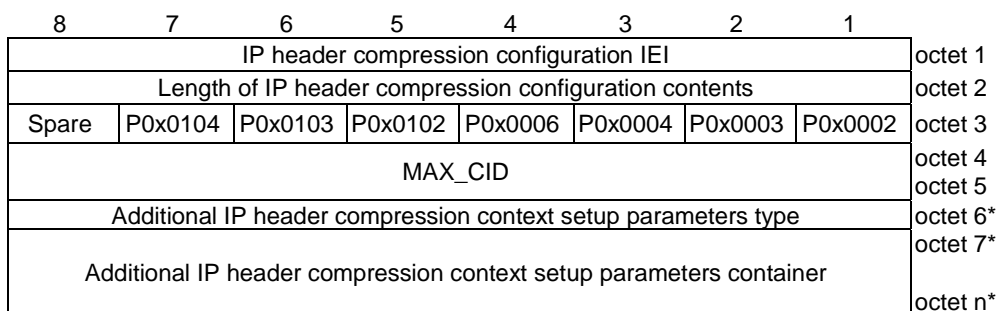 8 7 6 5 4 3 2 1
IP header compression configuration IEI octet 1
Length of IP header compression configuration contents octet 2
Spare P0x0104 P0x0103 P0x0102 P0x0006 P0x0004 P0x0003 P0x0002 octet 3
MAX_CID octet 4
octet 5
Additional IP header compression context setup parameters type octet 6*
octet 7*
Additional IP header compression context setup parameters container
octet n*